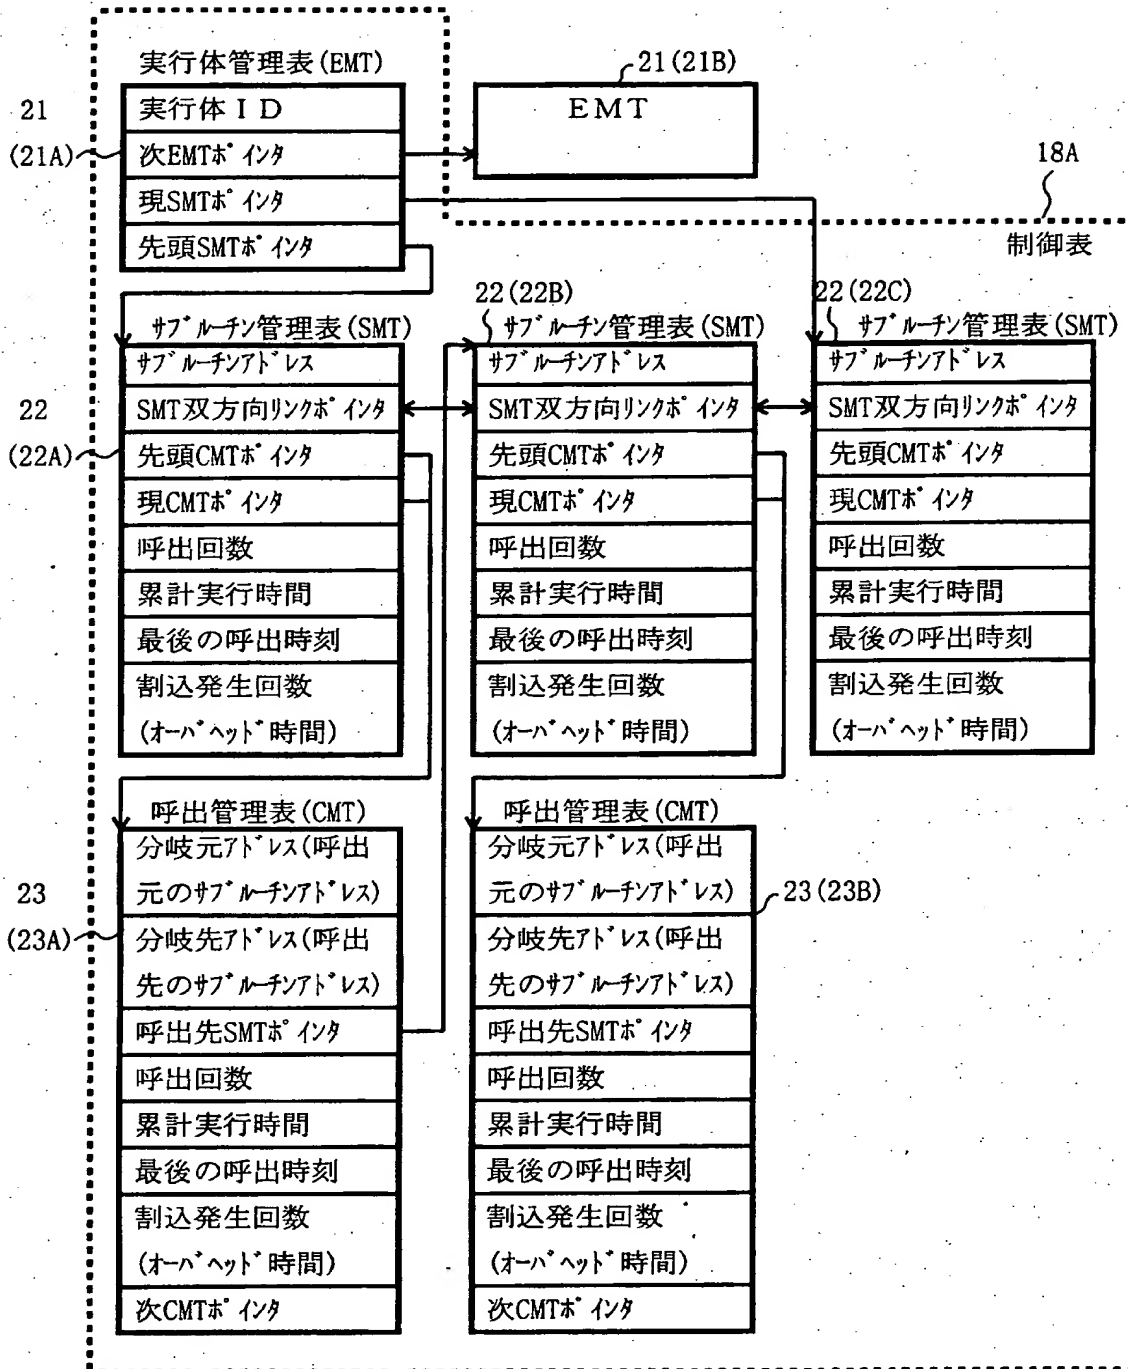 実行体管理表(EMT)
21(21B)
21
(21A)
実行体ID
次EMTポインタ
現SMTポインタ
先頭SMTポインタ
EMT
18A
制御表
サブルーチン管理表(SMT)
22
(22A)
サブルーチンアドレス
SMT双方向リンクポインタ
先頭CMTポインタ
現CMTポインタ
呼出回数
累計実行時間
最後の呼出時刻
割込発生回数
(オーバヘッド時間)
22(22B)
サブルーチン管理表(SMT)
サブルーチンアドレス
SMT双方向リンクポインタ
先頭CMTポインタ
現CMTポインタ
呼出回数
累計実行時間
最後の呼出時刻
割込発生回数
(オーバヘッド時間)
22(22C)
サブルーチン管理表(SMT)
サブルーチンアドレス
SMT双方向リンクポインタ
先頭CMTポインタ
現CMTポインタ
呼出回数
累計実行時間
最後の呼出時刻
割込発生回数
(オーバヘッド時間)
呼出管理表(CMT)
23
(23A)
分岐元アドレス(呼出
元のサブルーチンアドレス)
分岐先アドレス(呼出
先のサブルーチンアドレス)
呼出先SMTポインタ
呼出回数
累計実行時間
最後の呼出時刻
割込発生回数
(オーバヘッド時間)
次CMTポインタ
呼出管理表(CMT)
23(23B)
分岐元アドレス(呼出
元のサブルーチンアドレス)
分岐先アドレス(呼出
先のサブルーチンアドレス)
呼出先SMTポインタ
呼出回数
累計実行時間
最後の呼出時刻
割込発生回数
(オーバヘッド時間)
次CMTポインタ